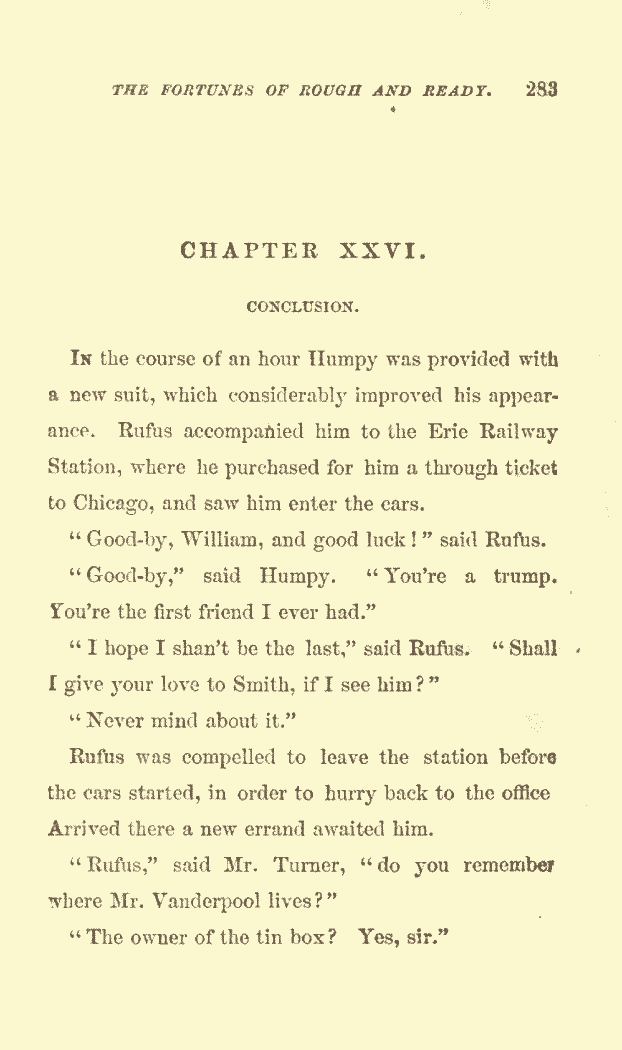 THE FORTUNES OF ROUGH AND READY. 283
CHAPTER XXVI.
CONCLUSION.
IN the course of an hour Humpy was provided with
a new suit, which considerably improved his appear-
ance. Rufus accompanied him to the Erie Railway
Station, where he purchased for him a through ticket
to Chicago, and saw him enter the cars.
"Good-by, William, and good luck!" said Rufus.
"Good-by," said Humpy. "You're a trump.
You're the first friend I ever had."
"I hope I shan't be the last," said Rufus. "Shall
I give your love to Smith, if I see him?"
"Never mind about it."
Rufus was compelled to leave the station before
the cars started, in order to hurry back to the office
Arrived there a new errand awaited him.
"Rufus," said Mr. Turner, "do you remember
where Mr. Vanderpool lives?"
"The owner of the tin box? Yes, sir."